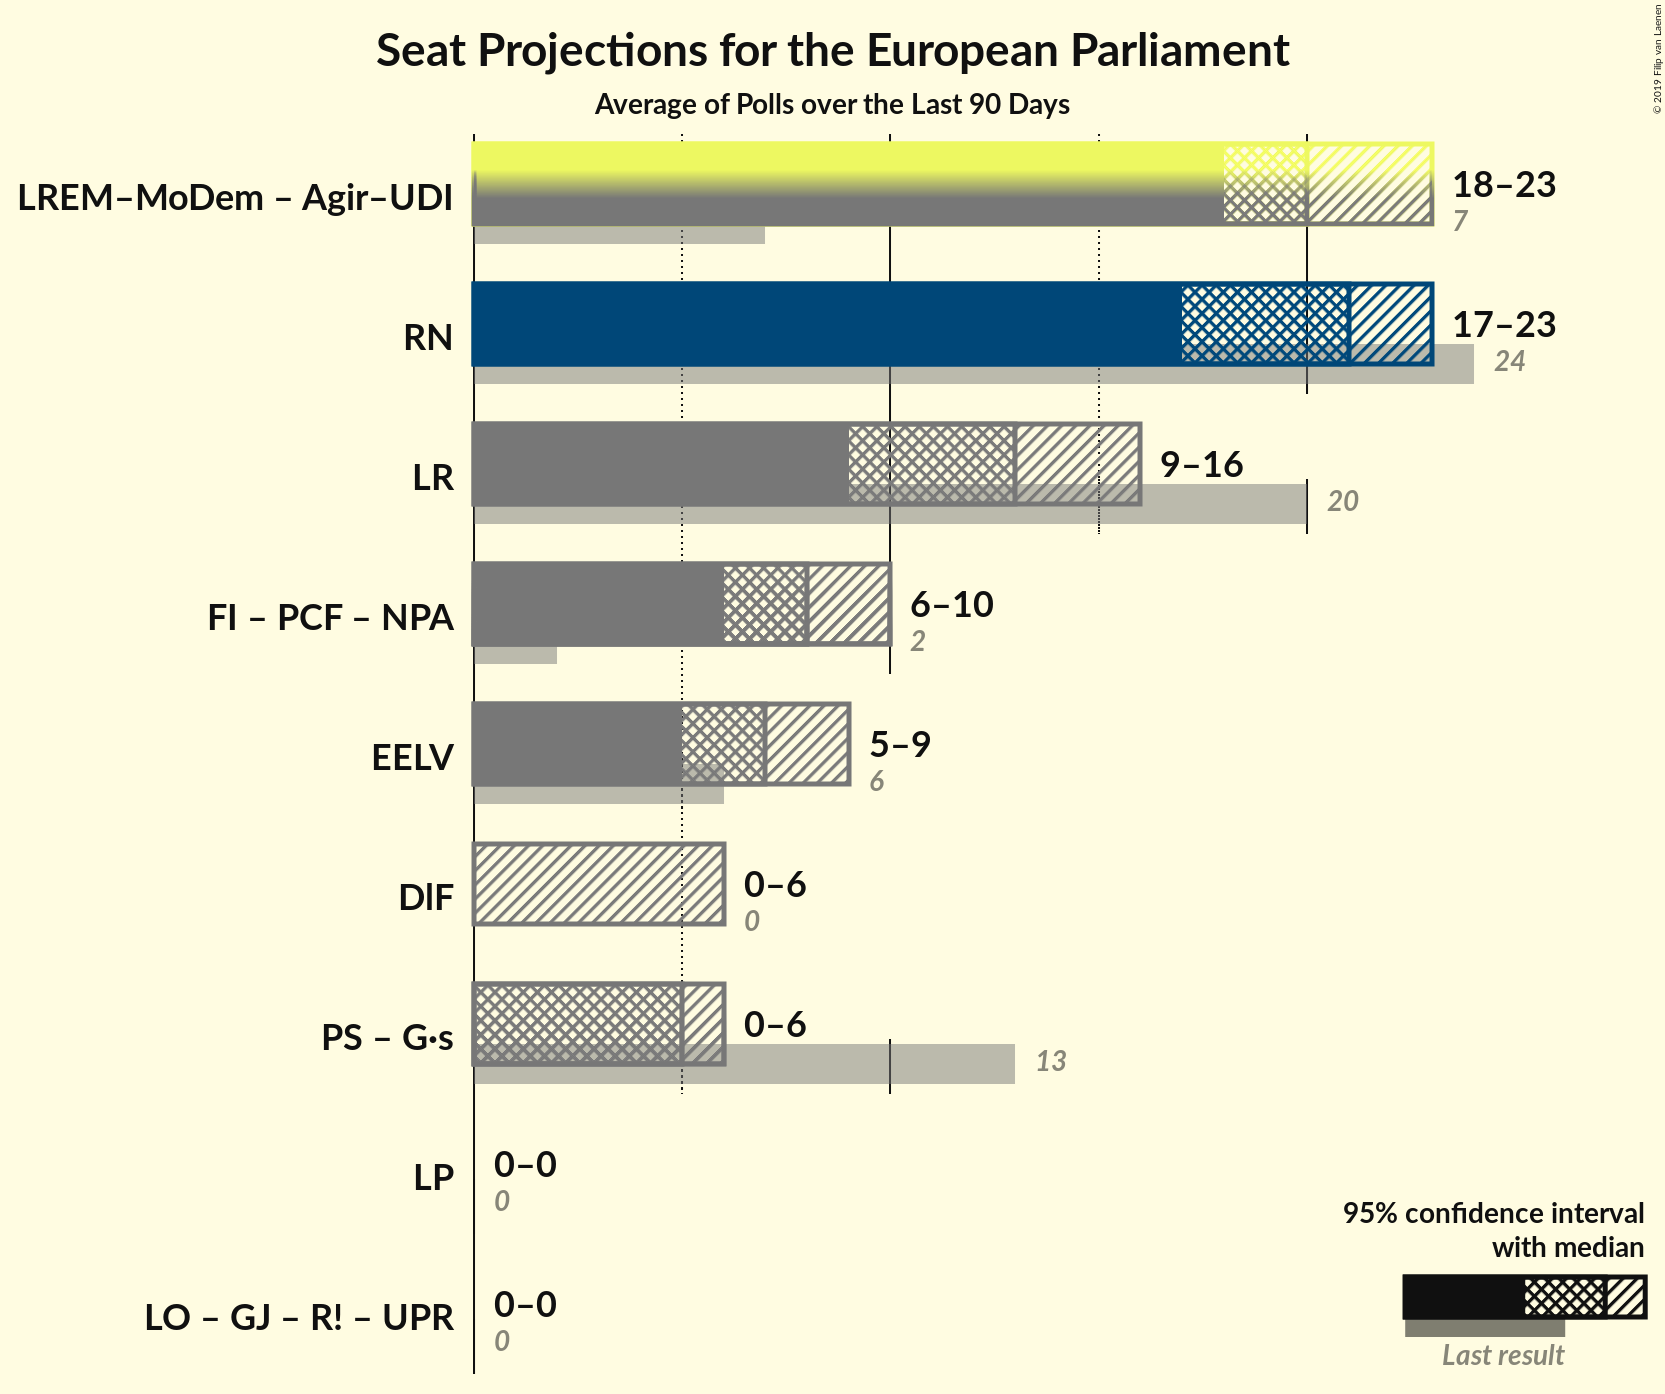 Seat Projections for the European Parliament
Average of Polls over the Last 90 Days
© 2019 Filip van Laenen
LREM–MoDem – Agir–UDI
18–23
7
RN
17–23
24
LR
9–16
20
FI – PCF – NPA
6–10
2
EELV
5–9
6
DlF
0–6
0
PS – G·s
0–6
13
LP
0–0
0
LO – GJ – R! – UPR
0–0
0
95% confidence interval
with median
Last result